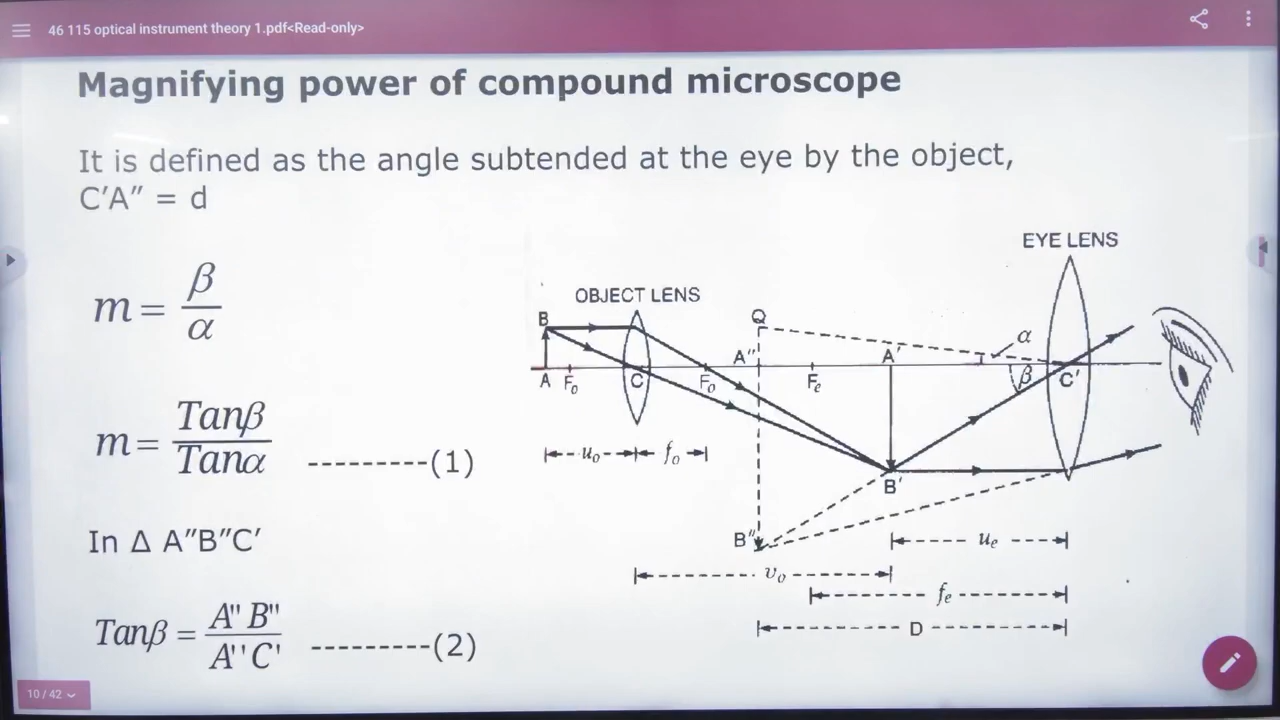 46 115 optical instrument theory 1.pdf<Read-only>
Magnifying power of compound microscope
It is defined as the angle subtended at the eye by the object,
C′A″ = d
m = β / α
m = Tanβ / Tanα ----------(1)
In Δ A″B″C′
Tanβ = A″ B″ / A″ C′ ---------(2)
EYE LENS
OBJECT LENS
B
Q
α
A″
A′
A
F₀
C
F₀
Fₑ
β
C′
u₀
f₀
B′
B″
uₑ
v₀
fₑ
D
10 / 42